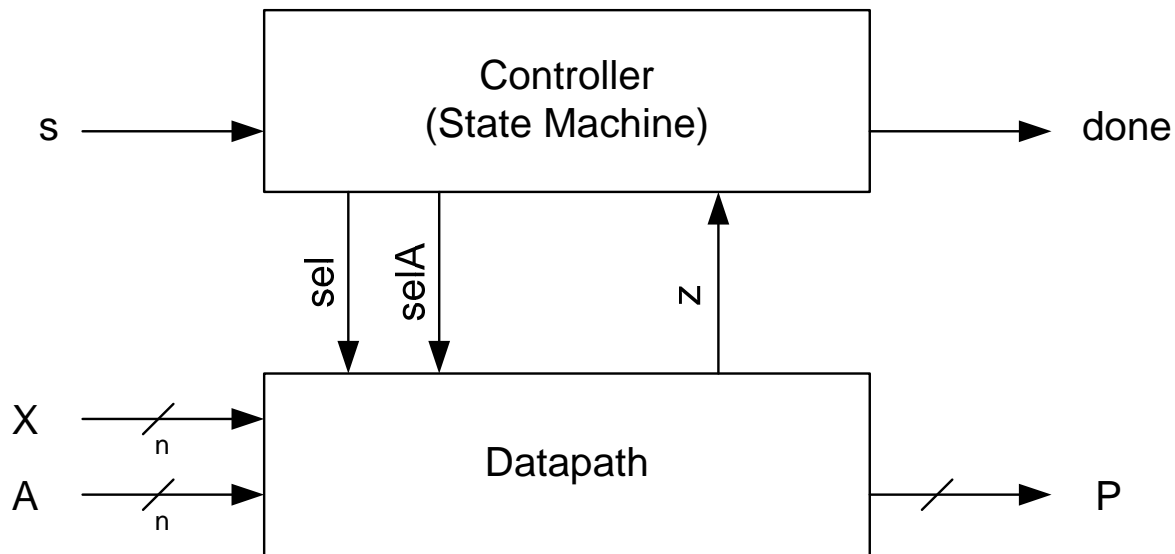 Controller
(State Machine)
s
done
sel
selA
z
X
n
A
n
Datapath
P